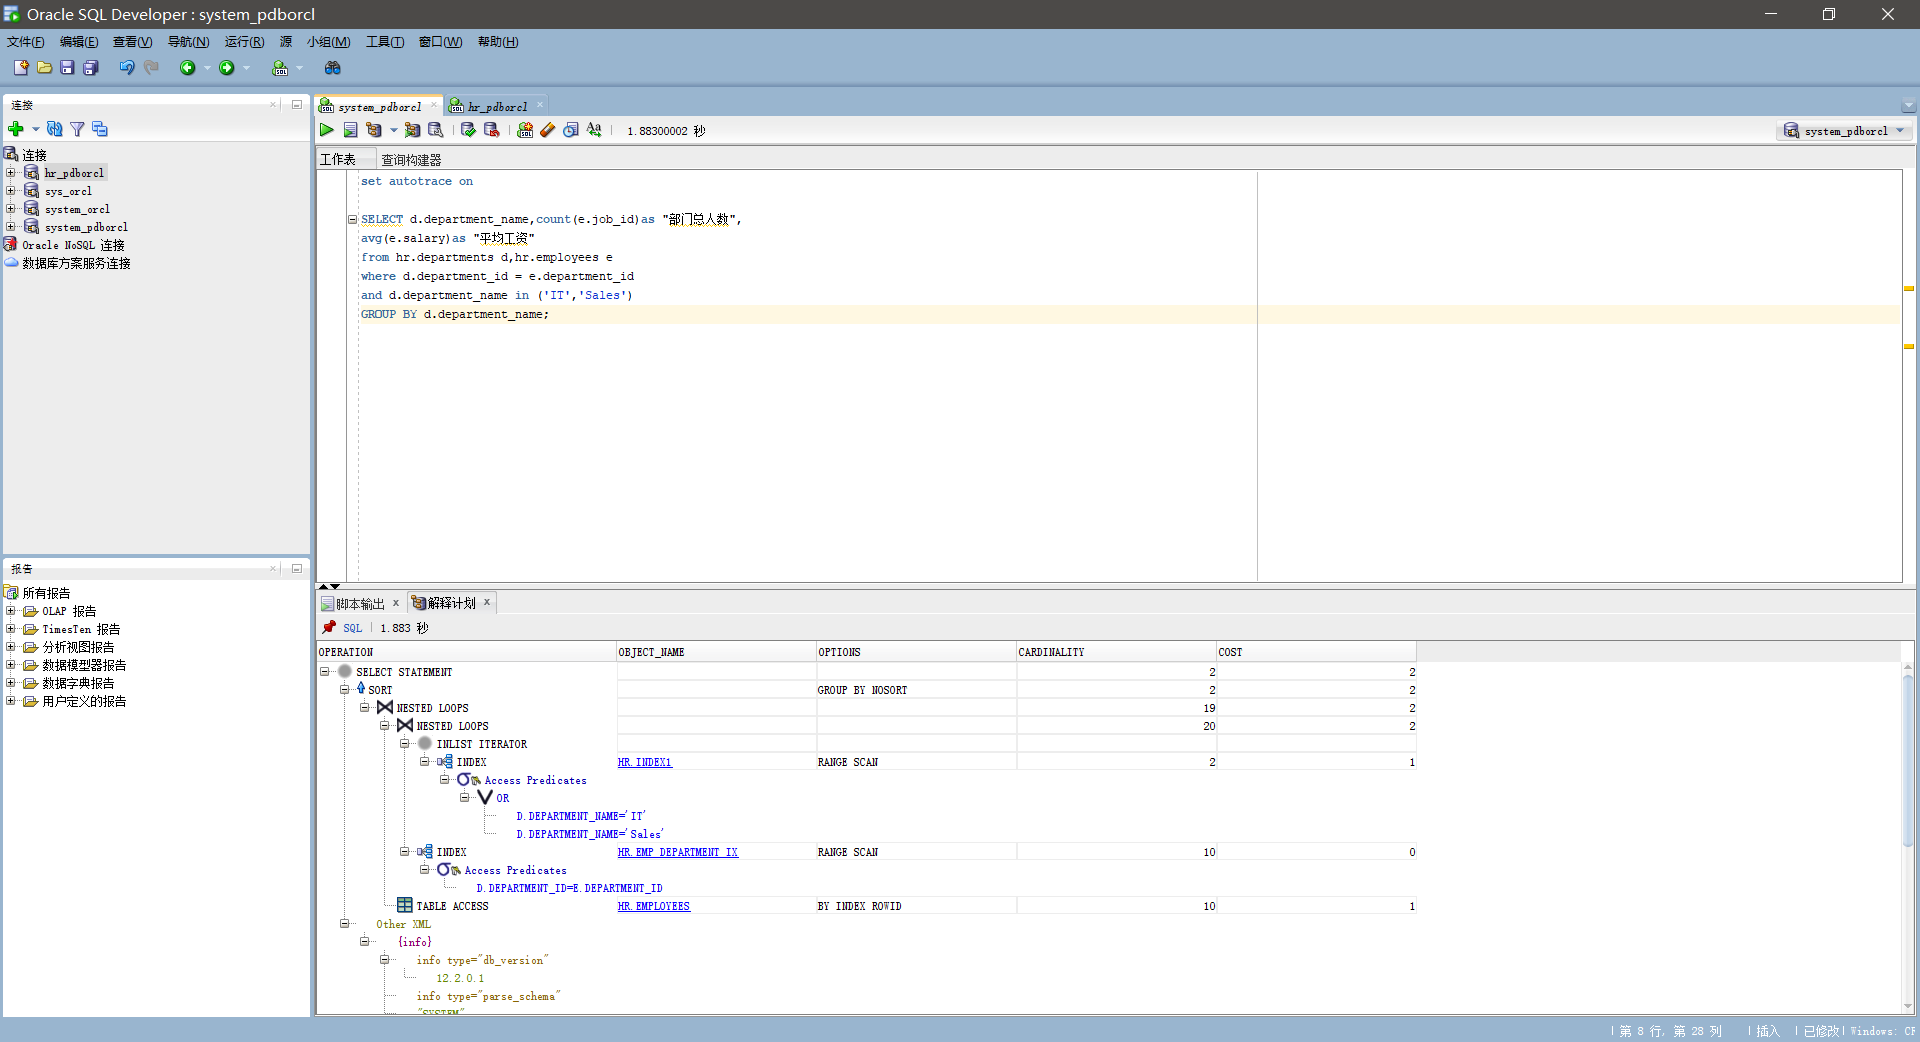 Oracle SQL Developer : system_pdborcl
文件(F) 编辑(E) 查看(V) 导航(N) 运行(R) 源 小组(M) 工具(T) 窗口(W) 帮助(H)
连接
连接
hr_pdborcl
sys_orcl
system_orcl
system_pdborcl
Oracle NoSQL 连接
数据库方案服务连接
报告
所有报告
OLAP 报告
TimesTen 报告
分析视图报告
数据模型器报告
数据字典报告
用户定义的报告
system_pdborcl hr_pdborcl
1.88300002 秒 system_pdborcl
工作表 查询构建器
set autotrace on
SELECT d.department_name,count(e.job_id)as "部门总人数",
avg(e.salary)as "平均工资"
from hr.departments d,hr.employees e
where d.department_id = e.department_id
and d.department_name in ('IT','Sales')
GROUP BY d.department_name;
脚本输出 x 解释计划 x
SQL 1.883 秒
OPERATION OBJECT_NAME OPTIONS CARDINALITY COST
SELECT STATEMENT 2 2
SORT GROUP BY NOSORT 2 2
NESTED LOOPS 19 2
NESTED LOOPS 20 2
INLIST ITERATOR
INDEX HR.INDEX1 RANGE SCAN 2 1
Access Predicates
OR
D.DEPARTMENT_NAME='IT'
D.DEPARTMENT_NAME='Sales'
INDEX HR.EMP_DEPARTMENT_IX RANGE SCAN 10 0
Access Predicates
D.DEPARTMENT_ID=E.DEPARTMENT_ID
TABLE ACCESS HR.EMPLOYEES BY INDEX ROWID 10 1
Other XML
{info}
info type="db_version"
12.2.0.1
info type="parse_schema"
"SYSTEM"
第 8 行, 第 28 列 插入 已修改 Windows: CF